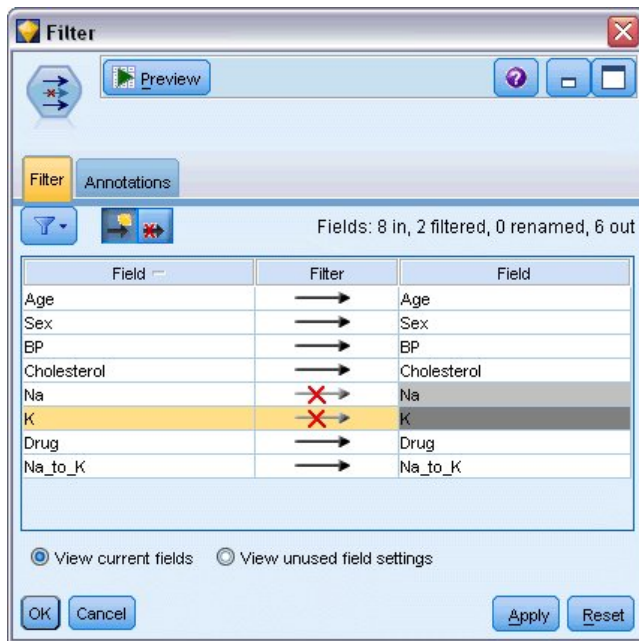 Filter
Preview
Filter Annotations
Fields: 8 in, 2 filtered, 0 renamed, 6 out
Field Filter Field
Age Age
Sex Sex
BP BP
Cholesterol Cholesterol
Na Na
K K
Drug Drug
Na_to_K Na_to_K
View current fields View unused field settings
OK Cancel Apply Reset